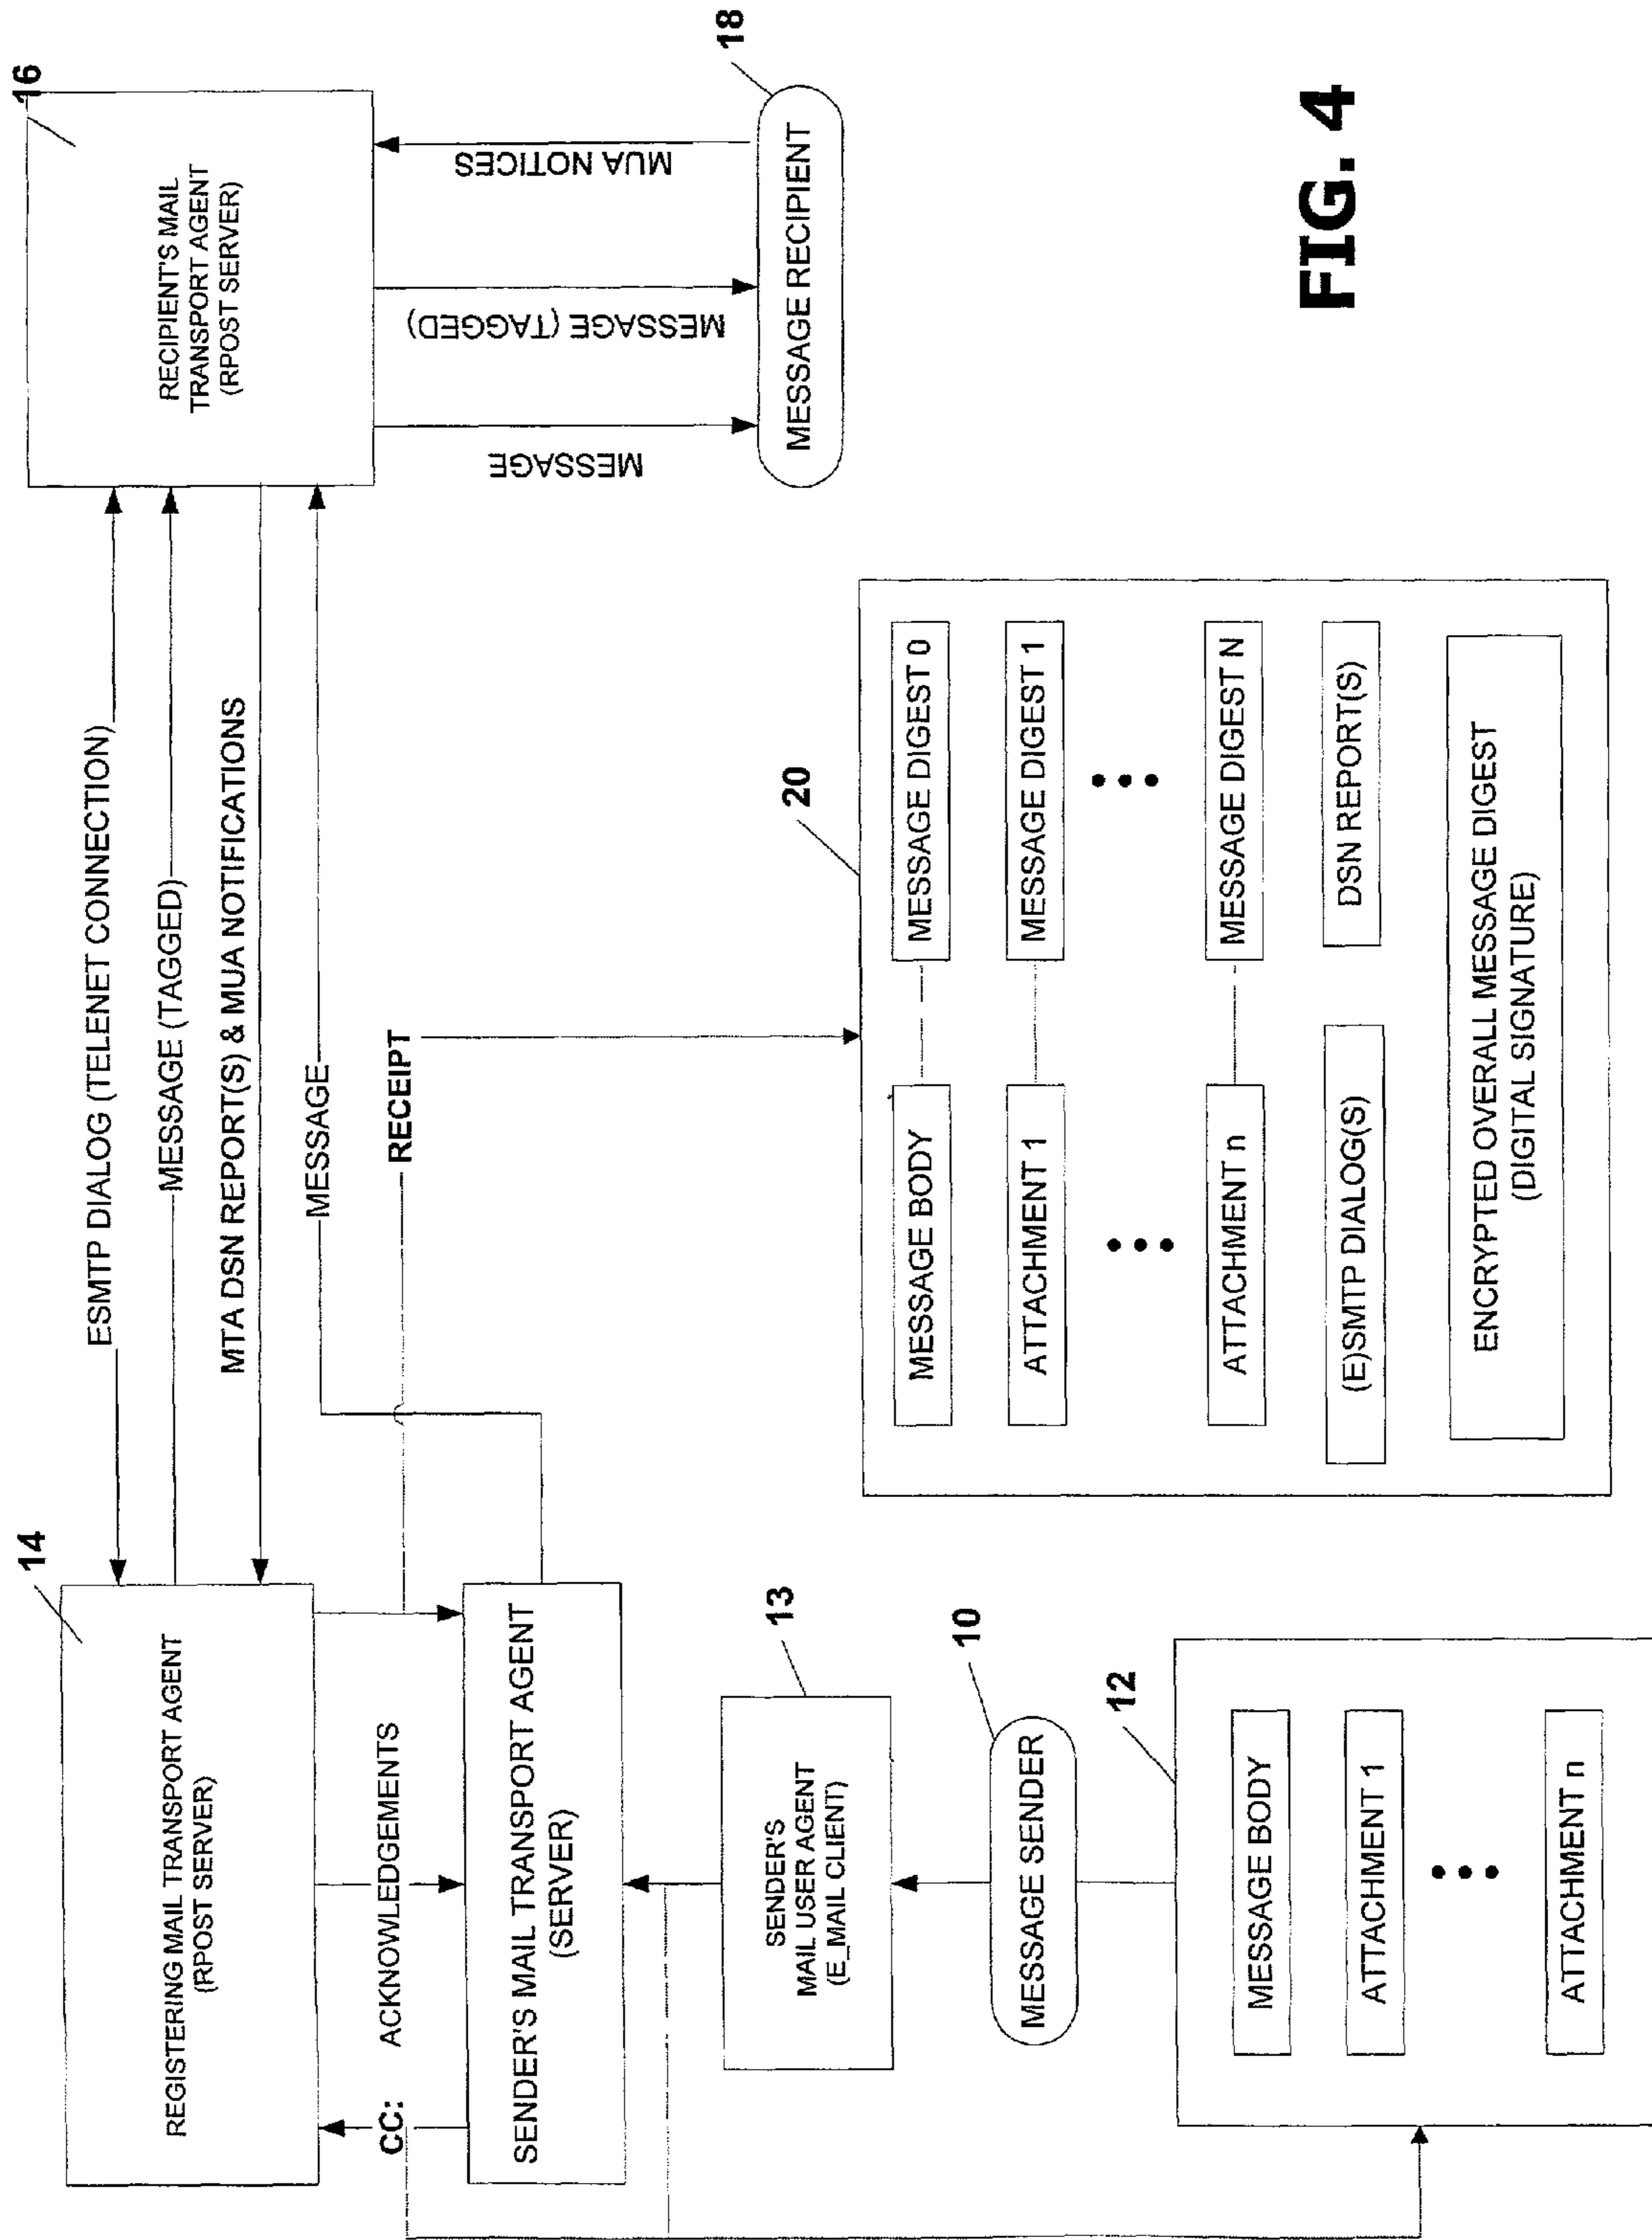 14
REGISTERING MAIL TRANSPORT AGENT
(RPOST SERVER)
ESMTP DIALOG (TELENET CONNECTION)
MESSAGE (TAGGED)
MTA DSN REPORT(S) & MUA NOTIFICATIONS
MESSAGE
RECEIPT
16
RECIPIENT'S MAIL
TRANSPORT AGENT
(RPOST SERVER)
CC:
ACKNOWLEDGEMENTS
SENDER'S MAIL TRANSPORT AGENT
(SERVER)
MESSAGE
MESSAGE (TAGGED)
MUA NOTICES
13
SENDER'S
MAIL USER AGENT
(E_MAIL CLIENT)
18
MESSAGE RECIPIENT
10
MESSAGE SENDER
12
MESSAGE BODY
ATTACHMENT 1
ATTACHMENT n
20
MESSAGE BODY
MESSAGE DIGEST 0
ATTACHMENT 1
MESSAGE DIGEST 1
ATTACHMENT n
MESSAGE DIGEST N
(E)SMTP DIALOG(S)
DSN REPORT(S)
ENCRYPTED OVERALL MESSAGE DIGEST
(DIGITAL SIGNATURE)
FIG. 4